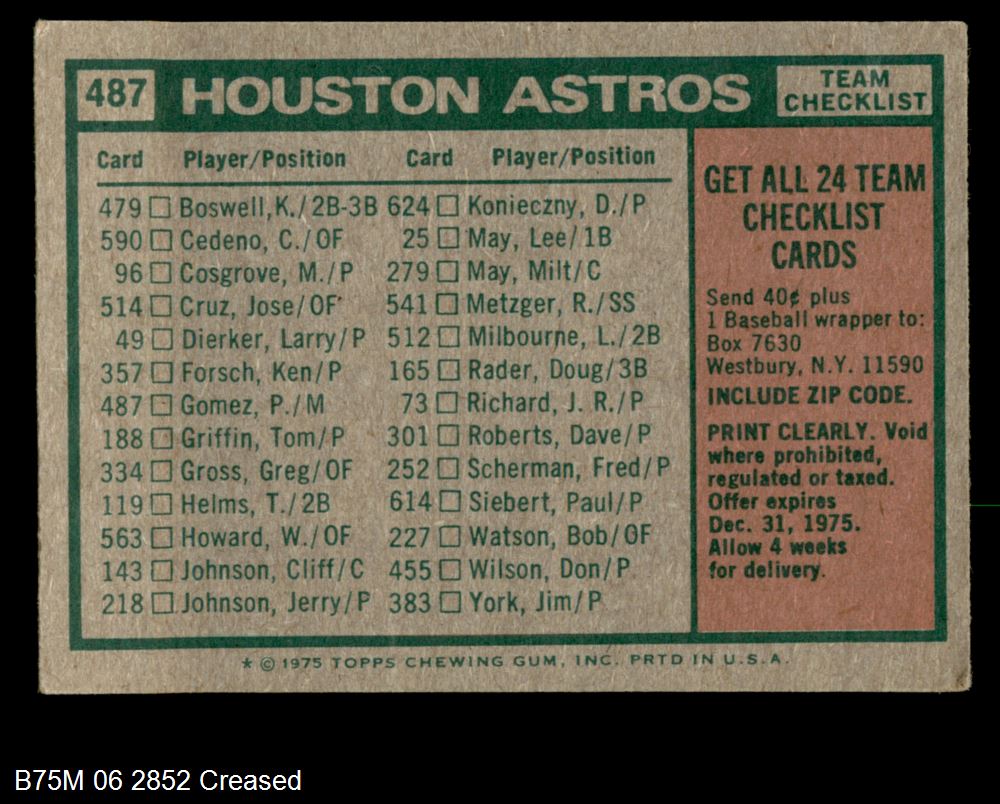 487 HOUSTON ASTROS TEAM CHECKLIST
Card Player/Position Card Player/Position
479 □ Boswell,K./2B-3B 624 □ Konieczny, D./P
590 □ Cedeno, C./OF 25 □ May, Lee/1B
96 □ Cosgrove, M./P 279 □ May, Milt/C
514 □ Cruz, Jose/OF 541 □ Metzger, R./SS
49 □ Dierker, Larry/P 512 □ Milbourne, L./2B
357 □ Forsch, Ken/P 165 □ Rader, Doug/3B
487 □ Gomez, P./M 73 □ Richard, J. R./P
188 □ Griffin, Tom/P 301 □ Roberts, Dave/P
334 □ Gross, Greg/OF 252 □ Scherman, Fred/P
119 □ Helms, T./2B 614 □ Siebert, Paul/P
563 □ Howard, W./OF 227 □ Watson, Bob/OF
143 □ Johnson, Cliff/C 455 □ Wilson, Don/P
218 □ Johnson, Jerry/P 383 □ York, Jim/P
GET ALL 24 TEAM
CHECKLIST
CARDS
Send 40¢ plus
1 Baseball wrapper to:
Box 7630
Westbury, N.Y. 11590
INCLUDE ZIP CODE.
PRINT CLEARLY. Void
where prohibited,
regulated or taxed.
Offer expires
Dec. 31, 1975.
Allow 4 weeks
for delivery.
* © 1975 TOPPS CHEWING GUM, INC. PRTD IN U.S.A.
B75M 06 2852 Creased